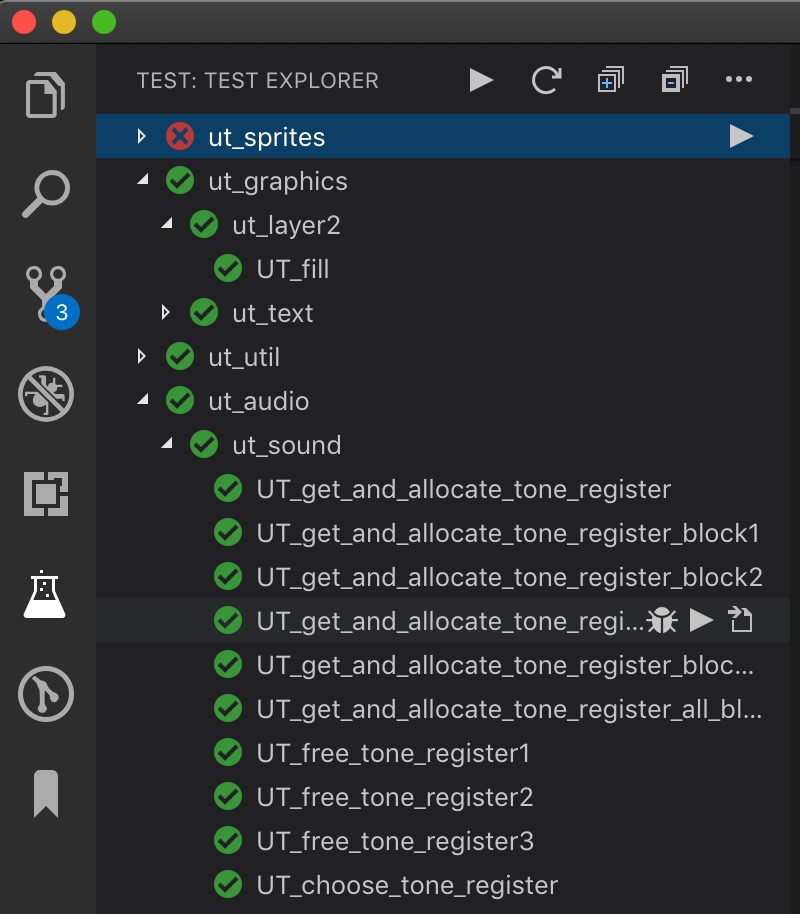 TEST: TEST EXPLORER
ut_sprites
ut_graphics
ut_layer2
UT_fill
3
ut_text
ut_util
ut_audio
ut_sound
UT_get_and_allocate_tone_register
UT_get_and_allocate_tone_register_block1
UT_get_and_allocate_tone_register_block2
UT_get_and_allocate_tone_regi...
UT_get_and_allocate_tone_register_bloc...
UT_get_and_allocate_tone_register_all_bl...
UT_free_tone_register1
UT_free_tone_register2
UT_free_tone_register3
UT_choose_tone_register